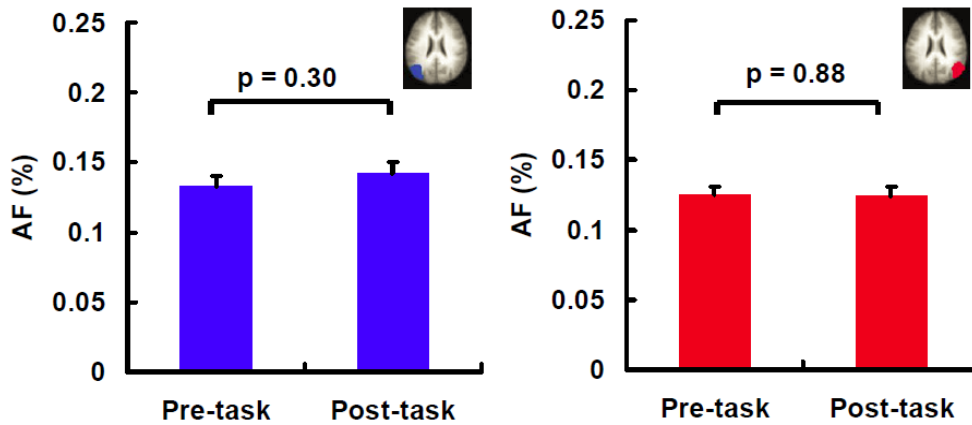 0.25
0.2
0.15
0.1
0.05
0
AF (%)
p = 0.30
Pre-task
Post-task
0.25
0.2
0.15
0.1
0.05
0
AF (%)
p = 0.88
Pre-task
Post-task